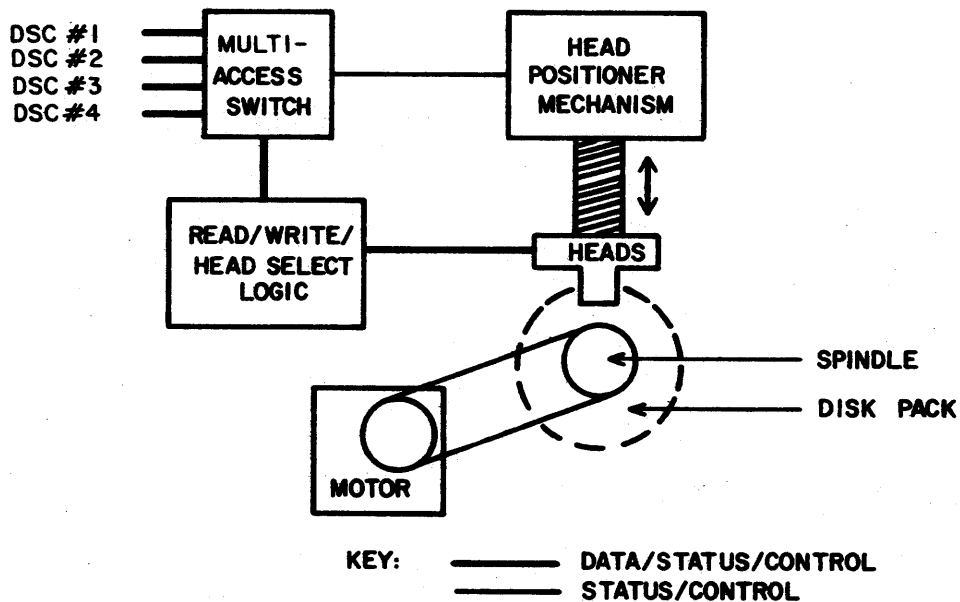 DSC #1
DSC #2
DSC #3
DSC #4
MULTI-
ACCESS
SWITCH
HEAD
POSITIONER
MECHANISM
READ/WRITE/
HEAD SELECT
LOGIC
HEADS
SPINDLE
DISK PACK
MOTOR
KEY:
DATA/STATUS/CONTROL
STATUS/CONTROL